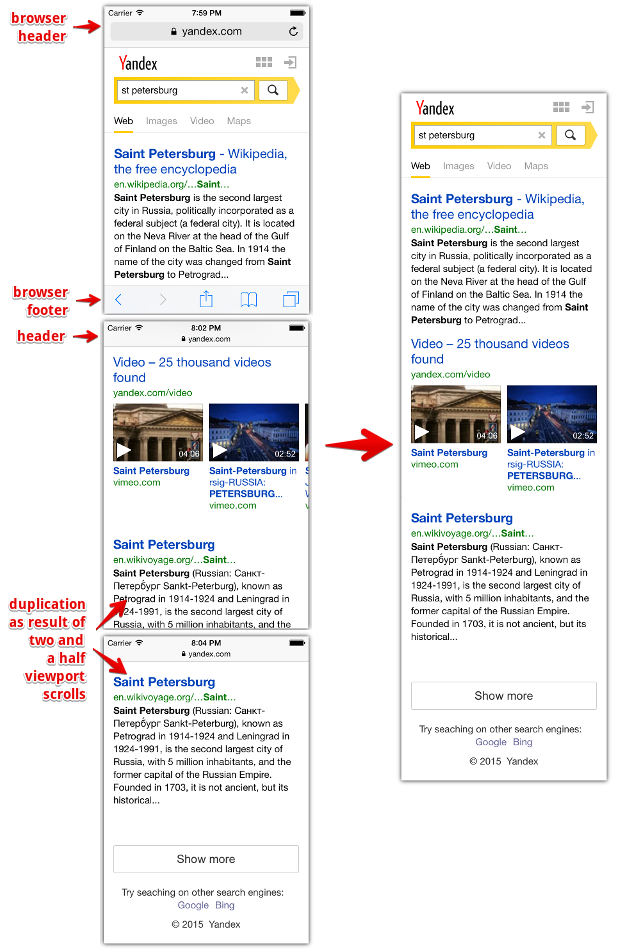 browser
header
Carrier 7:59 PM
yandex.com
Yandex
st petersburg
Web Images Video Maps
Saint Petersburg - Wikipedia,
the free encyclopedia
en.wikipedia.org/…Saint…
Saint Petersburg is the second largest
city in Russia, politically incorporated as a
federal subject (a federal city). It is located
on the Neva River at the head of the Gulf
of Finland on the Baltic Sea. In 1914 the
name of the city was changed from Saint
Petersburg to Petrograd...
browser
footer
header
Carrier 8:02 PM
yandex.com
Video – 25 thousand videos
found
yandex.com/video
04:06
02:52
Saint Petersburg
vimeo.com
Saint-Petersburg in
rsig-RUSSIA:
PETERSBURG...
vimeo.com
Saint Petersburg
en.wikivoyage.org/…Saint…
Saint Petersburg (Russian: Санкт-
Петербург Sankt-Peterburg), known as
Petrograd in 1914-1924 and Leningrad in
1924-1991, is the second largest city of
Russia, with 5 million inhabitants, and the
duplication
as result of
two and
a half
viewport
scrolls
Carrier 8:04 PM
yandex.com
Saint Petersburg
en.wikivoyage.org/…Saint…
Saint Petersburg (Russian: Санкт-
Петербург Sankt-Peterburg), known as
Petrograd in 1914-1924 and Leningrad in
1924-1991, is the second largest city of
Russia, with 5 million inhabitants, and the
former capital of the Russian Empire.
Founded in 1703, it is not ancient, but its
historical...
Show more
Try seaching on other search engines:
Google Bing
© 2015 Yandex
Yandex
st petersburg
Web Images Video Maps
Saint Petersburg - Wikipedia,
the free encyclopedia
en.wikipedia.org/…Saint…
Saint Petersburg is the second largest
city in Russia, politically incorporated as a
federal subject (a federal city). It is located
on the Neva River at the head of the Gulf
of Finland on the Baltic Sea. In 1914 the
name of the city was changed from Saint
Petersburg to Petrograd...
Video – 25 thousand videos
found
yandex.com/video
04:06
02:52
Saint Petersburg
vimeo.com
Saint-Petersburg in
rsig-RUSSIA:
PETERSBURG...
vimeo.com
Saint Petersburg
en.wikivoyage.org/…Saint…
Saint Petersburg (Russian: Санкт-
Петербург Sankt-Peterburg), known as
Petrograd in 1914-1924 and Leningrad in
1924-1991, is the second largest city of
Russia, with 5 million inhabitants, and the
former capital of the Russian Empire.
Founded in 1703, it is not ancient, but its
historical...
Show more
Try seaching on other search engines:
Google Bing
© 2015 Yandex